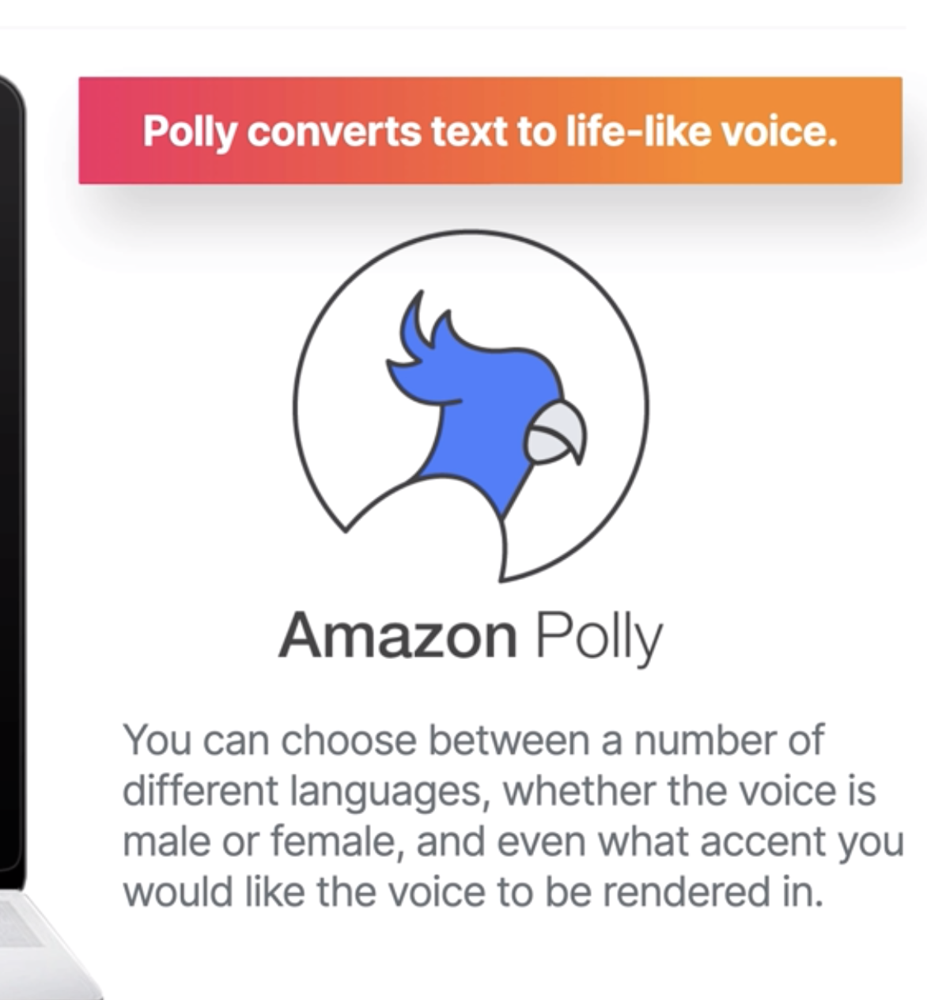 Polly converts text to life-like voice.
Amazon Polly
You can choose between a number of
different languages, whether the voice is
male or female, and even what accent you
would like the voice to be rendered in.